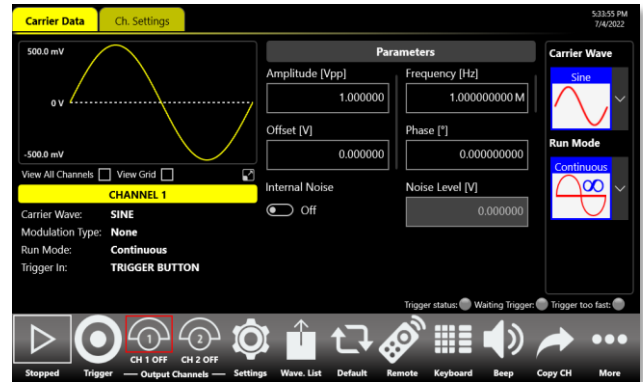 Carrier Data
Ch. Settings
5:33:55 PM
7/4/2022
500.0 mV
0 V
-500.0 mV
View All Channels
View Grid
CHANNEL 1
Carrier Wave: SINE
Modulation Type: None
Run Mode: Continuous
Trigger In: TRIGGER BUTTON
Parameters
Amplitude [Vpp]
1.000000
Frequency [Hz]
1.000000000 M
Offset [V]
0.000000
Phase [°]
0.000000000
Internal Noise
Off
Noise Level [V]
0.000000
Carrier Wave
Sine
Run Mode
Continuous
Trigger status:
Waiting Trigger:
Trigger too fast:
1
2
CH 1 OFF
CH 2 OFF
Stopped
Trigger
Output Channels
Settings
Wave. List
Default
Remote
Keyboard
Beep
Copy CH
More